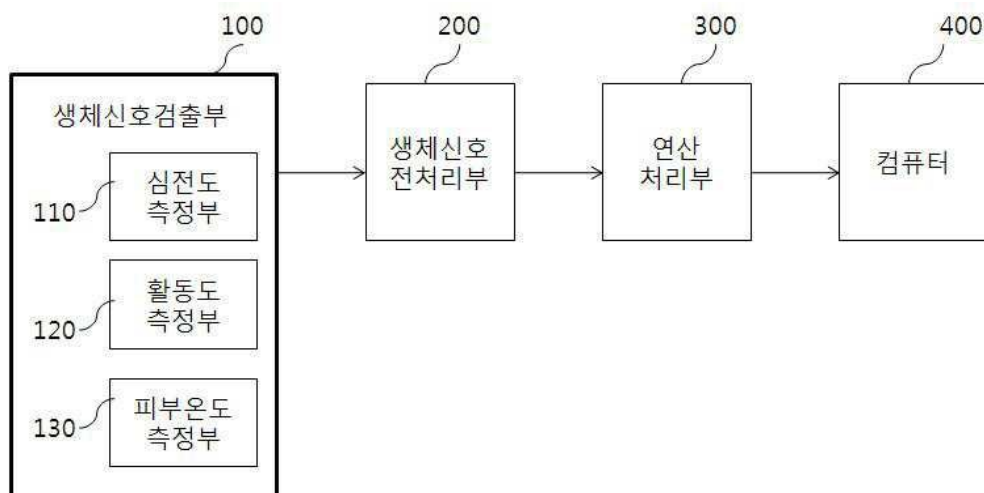 100
200
300
400
생체신호검출부
110
심전도
측정부
120
활동도
측정부
130
피부온도
측정부
생체신호
전처리부
연산
처리부
컴퓨터